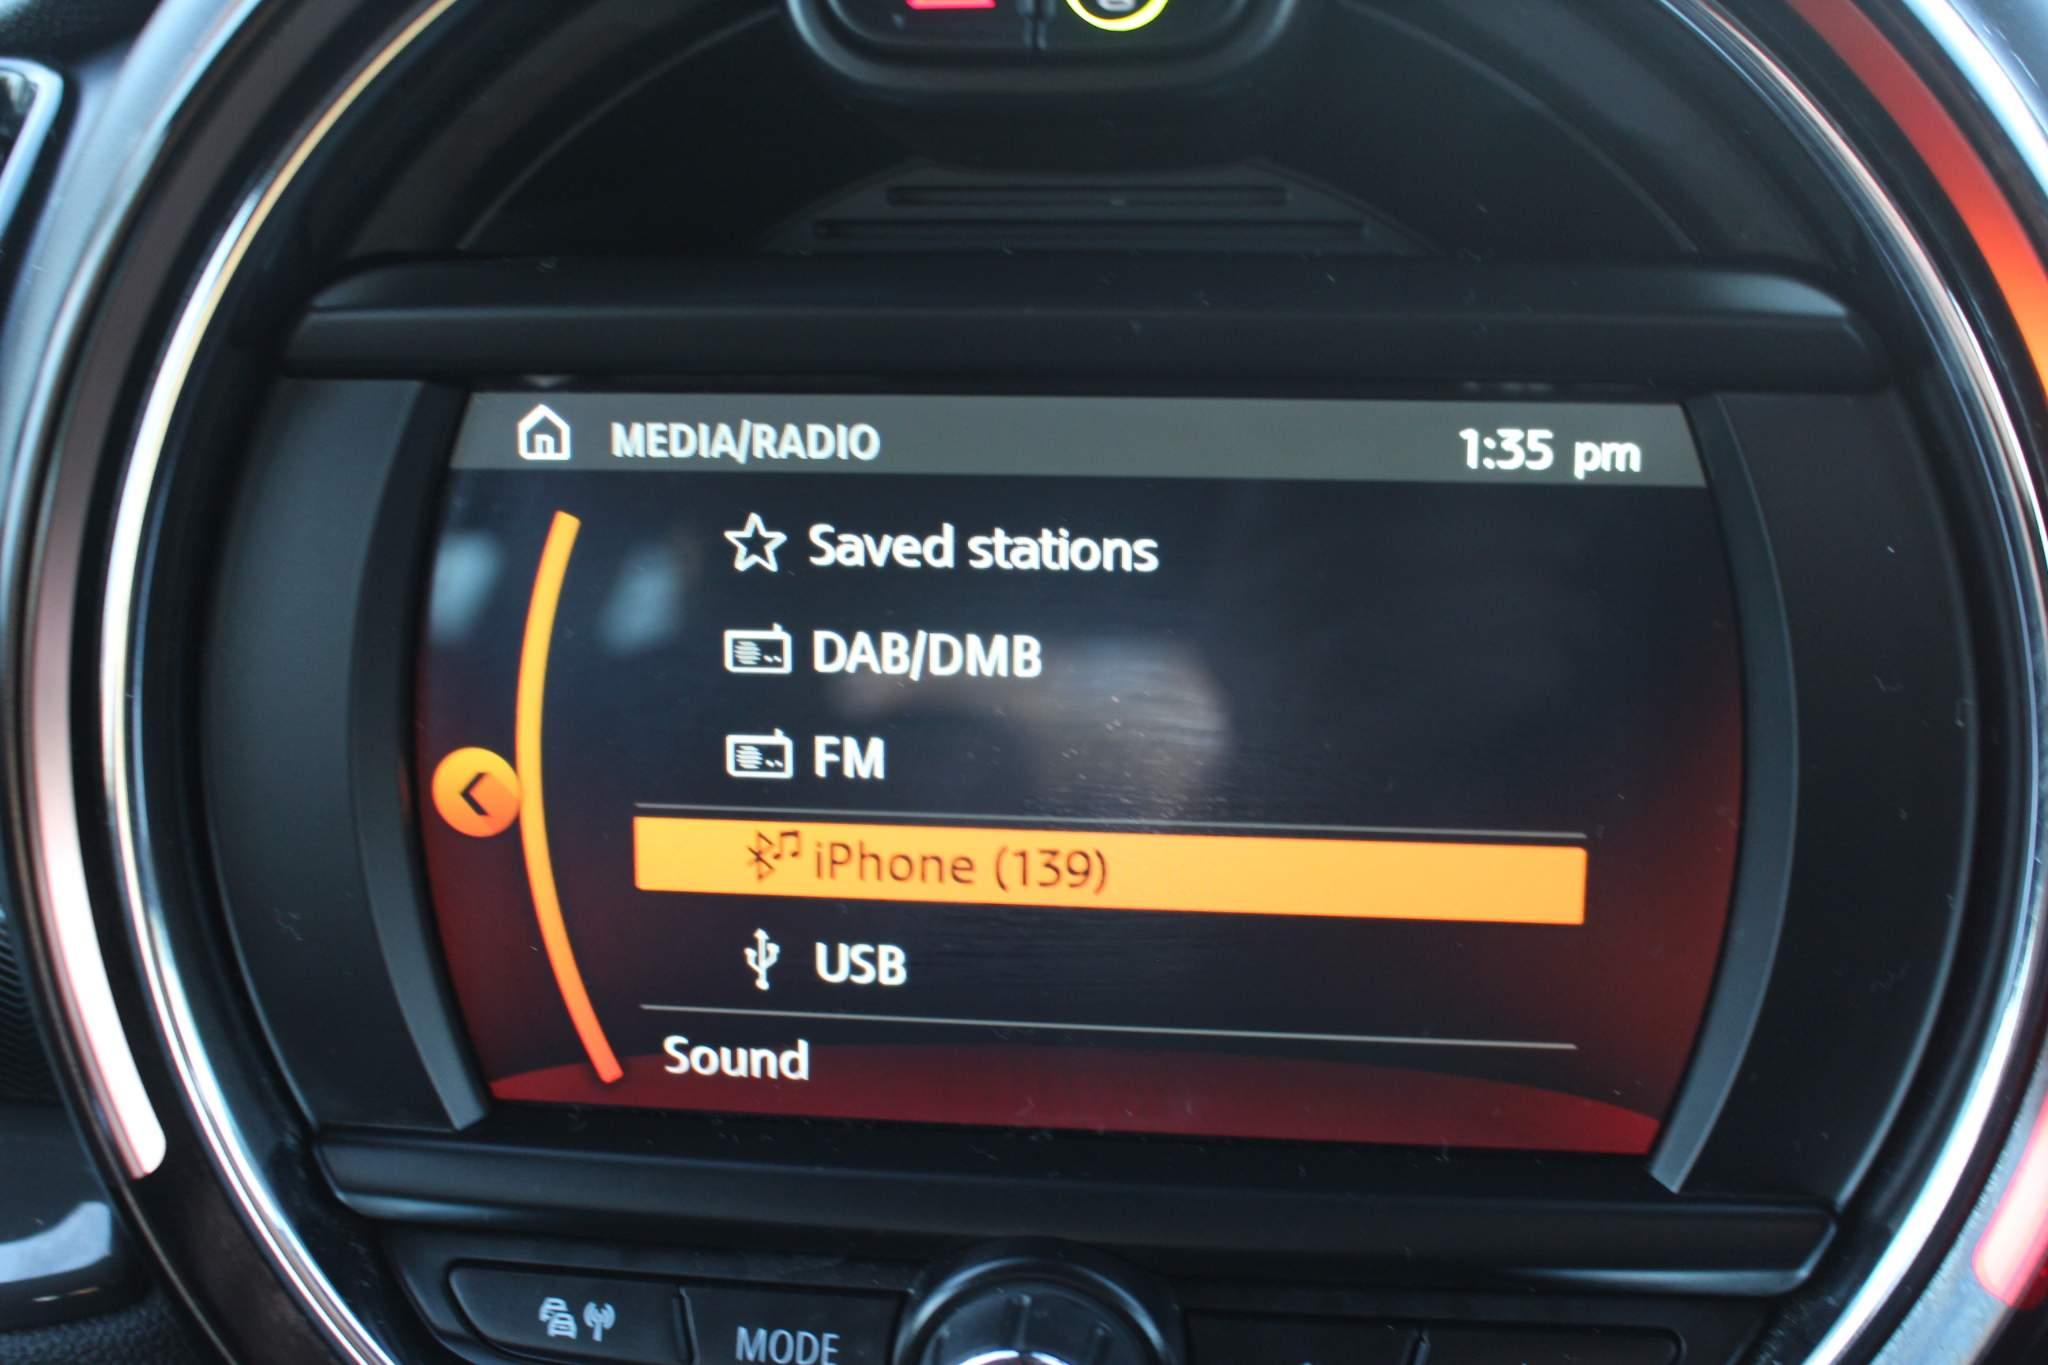 MEDIA/RADIO 1:35 pm
Saved stations
DAB/DMB
FM
iPhone (139)
USB
Sound
MODE